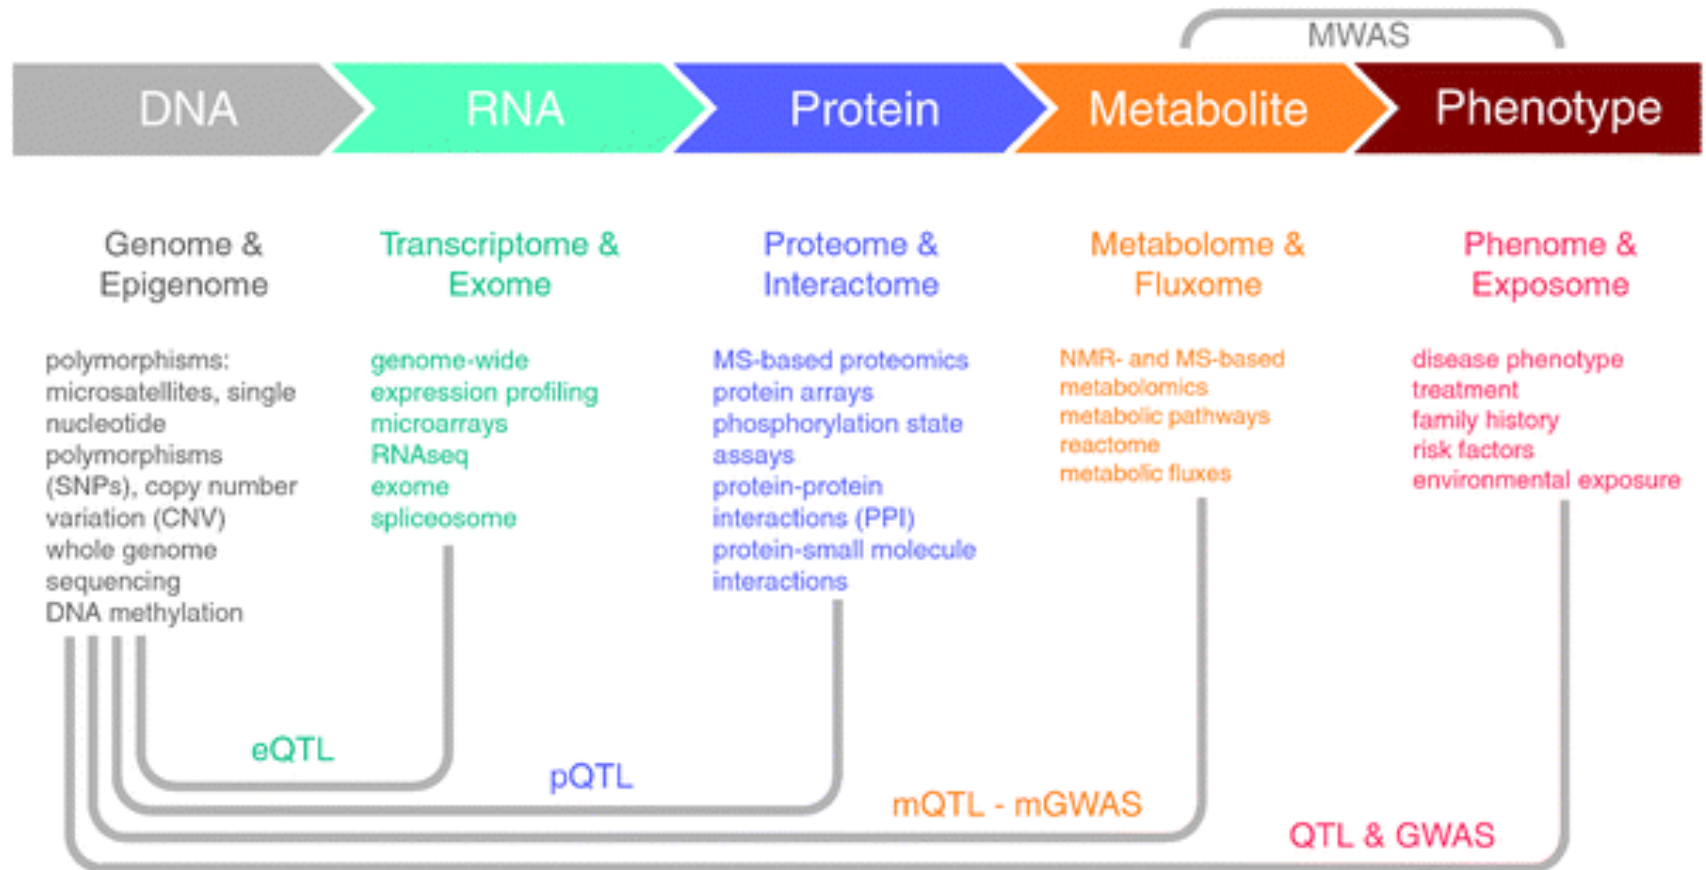 MWAS
DNA
RNA
Protein
Metabolite
Phenotype
Genome &
Epigenome
Transcriptome &
Exome
Proteome &
Interactome
Metabolome &
Fluxome
Phenome &
Exposome
polymorphisms:
microsatellites, single
nucleotide
polymorphisms
(SNPs), copy number
variation (CNV)
whole genome
sequencing
DNA methylation
genome-wide
expression profiling
microarrays
RNAseq
exome
spliceosome
MS-based proteomics
protein arrays
phosphorylation state
assays
protein-protein
interactions (PPI)
protein-small molecule
interactions
NMR- and MS-based
metabolomics
metabolic pathways
reactome
metabolic fluxes
disease phenotype
treatment
family history
risk factors
environmental exposure
eQTL
pQTL
mQTL - mGWAS
QTL & GWAS